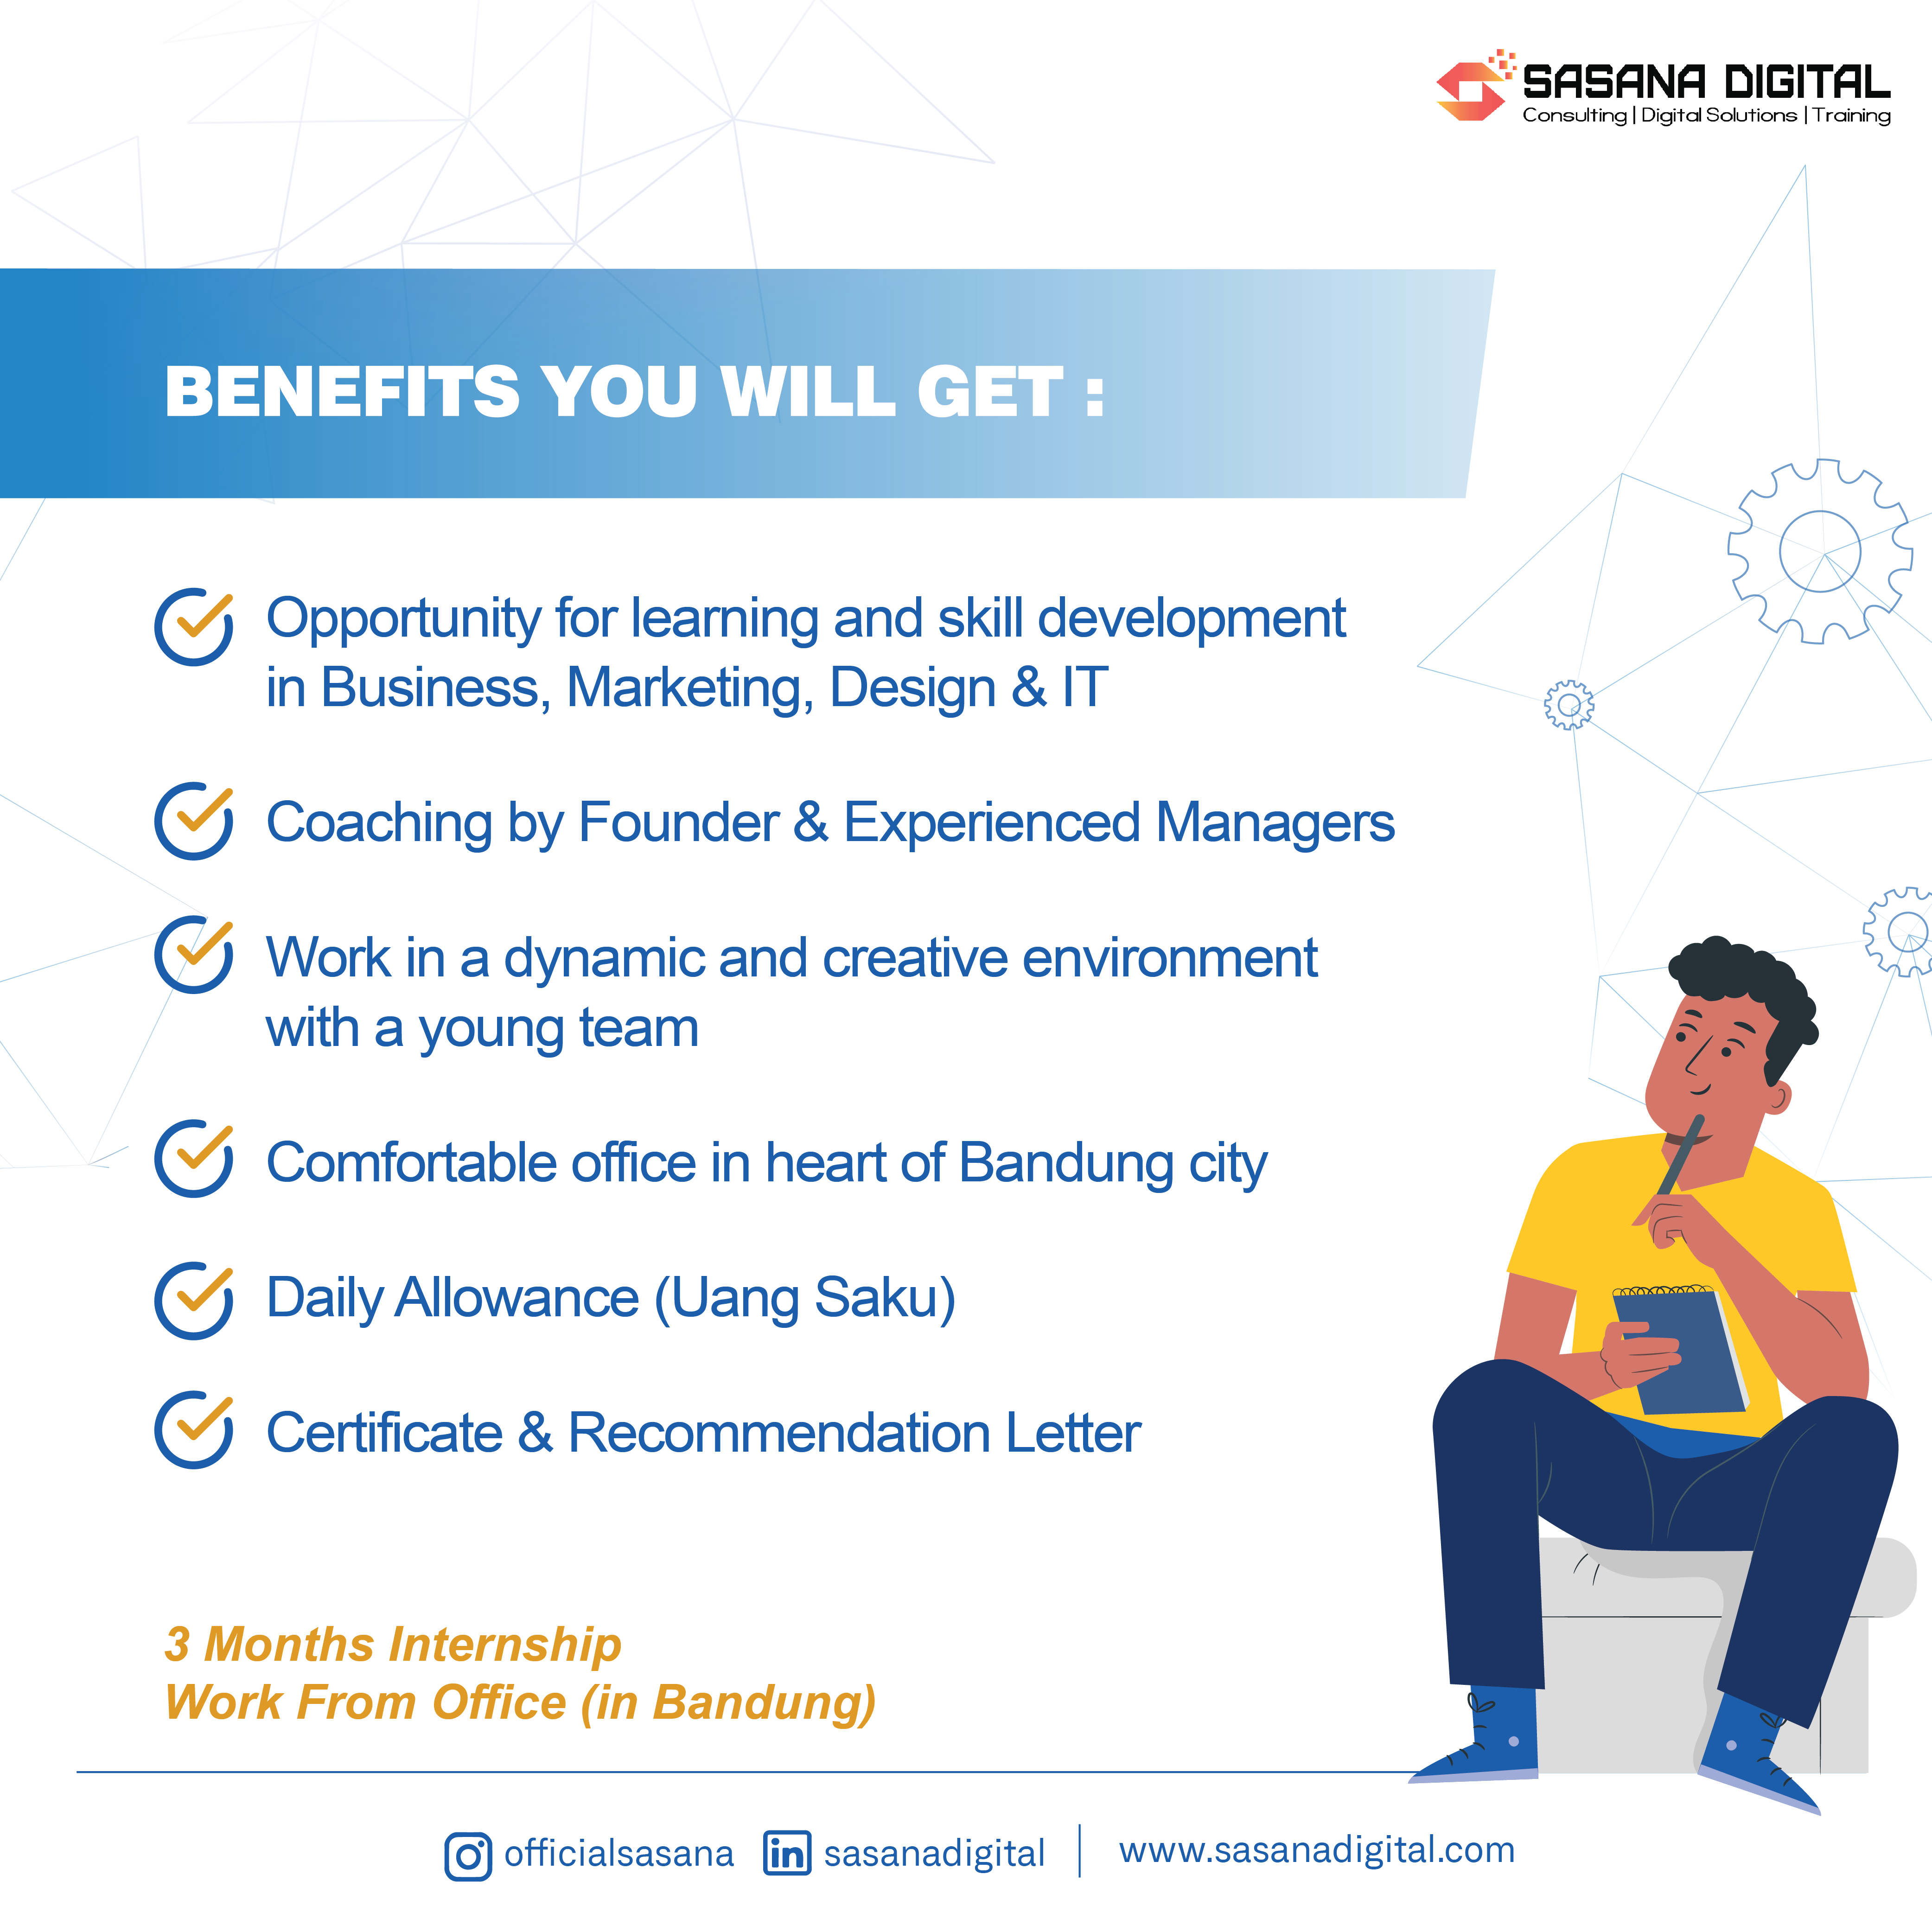 SASANA DIGITAL
Consulting | Digital Solutions | Training
BENEFITS YOU WILL GET :
Opportunity for learning and skill development
in Business, Marketing, Design & IT
Coaching by Founder & Experienced Managers
Work in a dynamic and creative environment
with a young team
Comfortable office in heart of Bandung city
Daily Allowance (Uang Saku)
Certificate & Recommendation Letter
3 Months Internship
Work From Office (in Bandung)
officialsasana in sasanadigital | www.sasanadigital.com